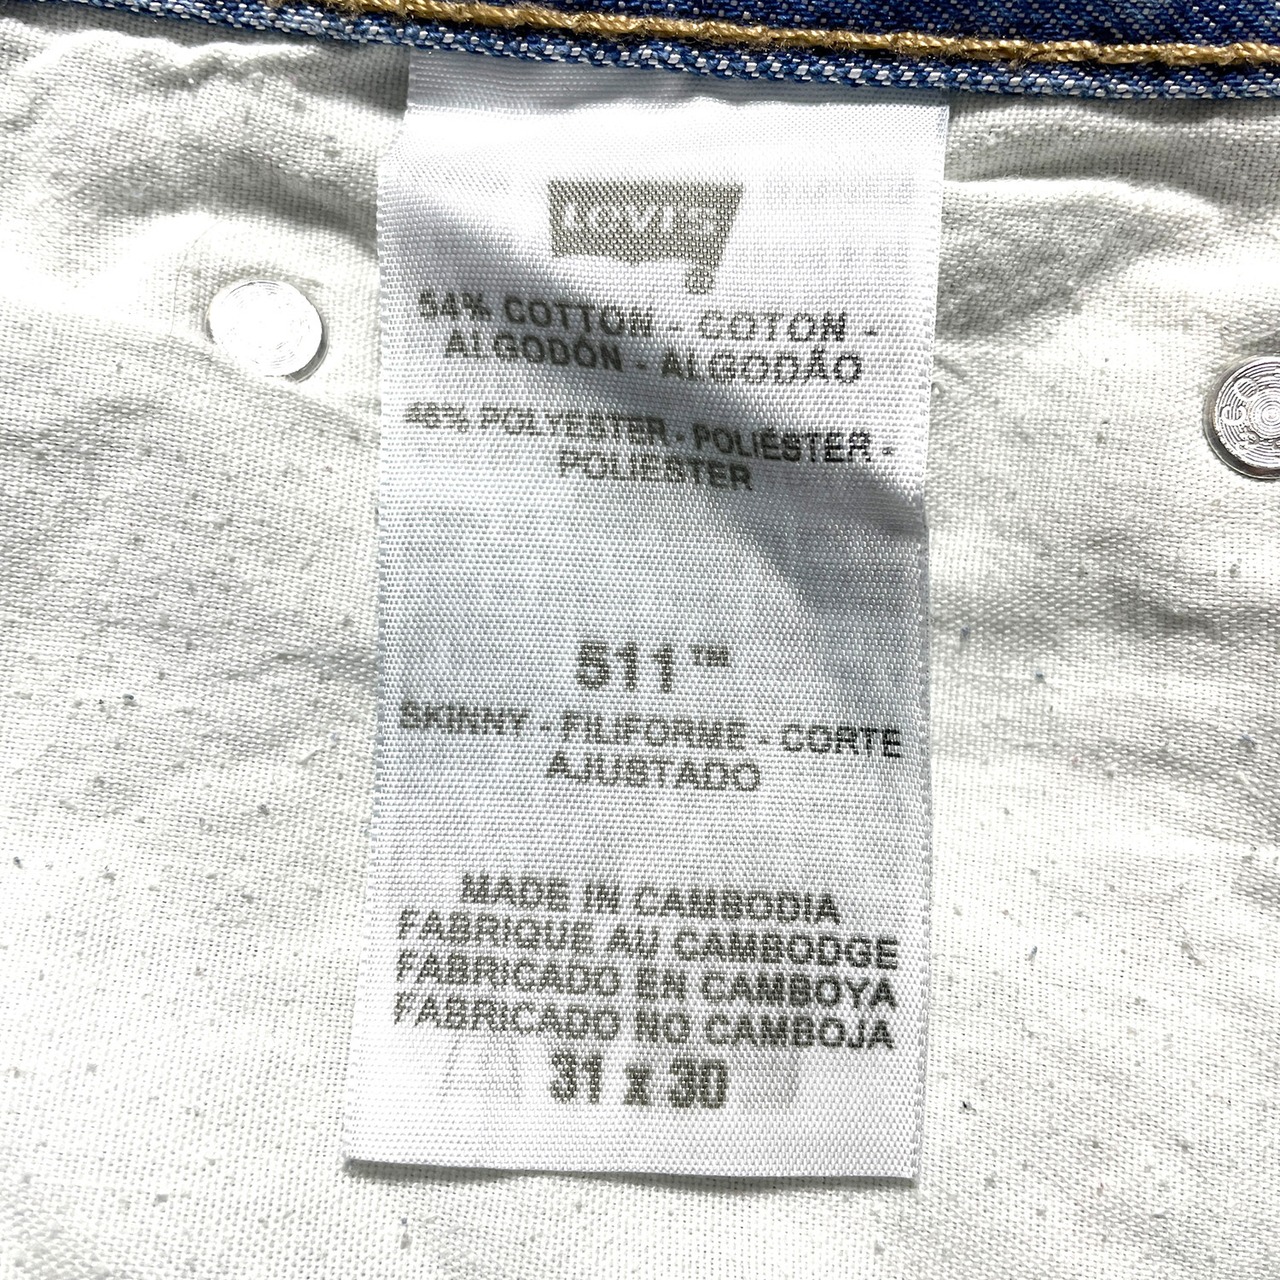 LEVI'S
54% COTTON - COTON -
ALGODÓN - ALGODÃO
46% POLYESTER - POLIÉSTER -
POLIESTER
511™
SKINNY - FILIFORME - CORTE
AJUSTADO
MADE IN CAMBODIA
FABRIQUE AU CAMBODGE
FABRICADO EN CAMBOYA
FABRICADO NO CAMBOJA
31 x 30